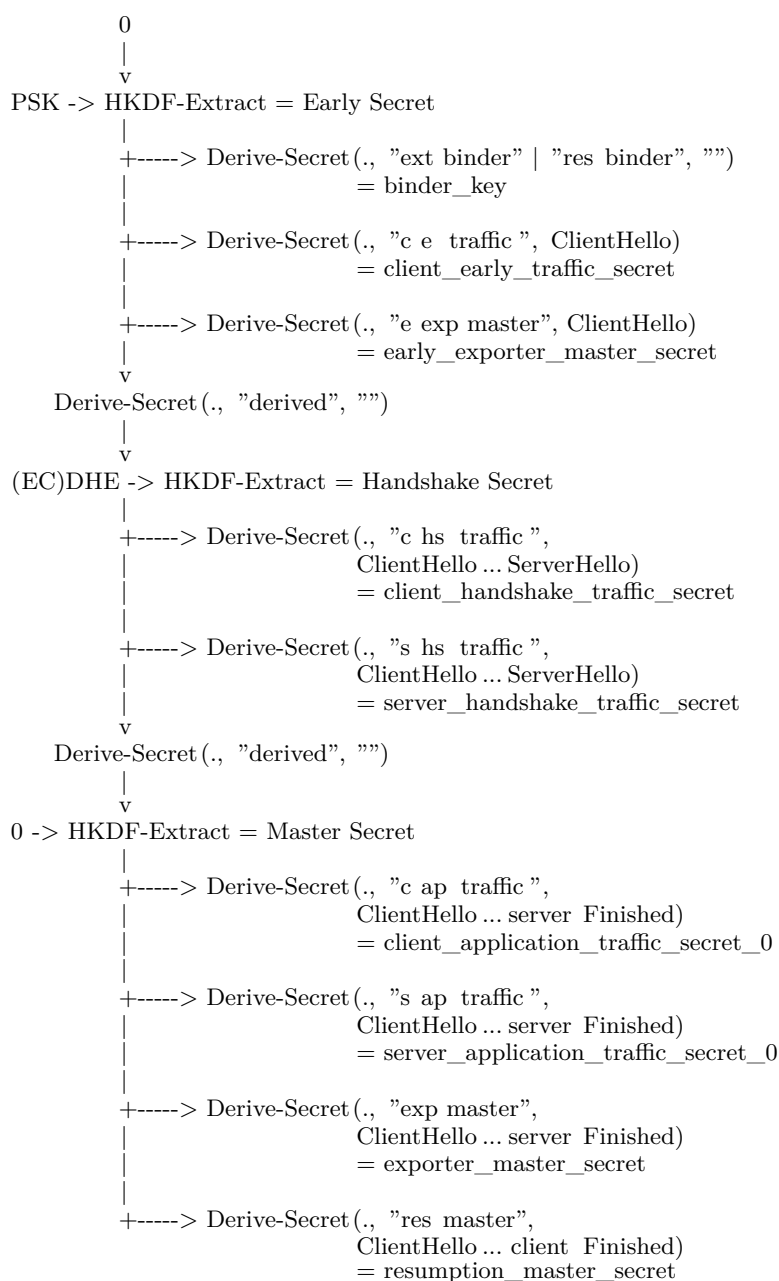 0
|
v
PSK -> HKDF-Extract = Early Secret
|
+-----> Derive-Secret(., "ext binder" | "res binder", "")
| = binder_key
|
+-----> Derive-Secret(., "c e traffic", ClientHello)
| = client_early_traffic_secret
|
+-----> Derive-Secret(., "e exp master", ClientHello)
| = early_exporter_master_secret
v
Derive-Secret(., "derived", "")
|
v
(EC)DHE -> HKDF-Extract = Handshake Secret
|
+-----> Derive-Secret(., "c hs traffic",
| ClientHello ... ServerHello)
| = client_handshake_traffic_secret
|
+-----> Derive-Secret(., "s hs traffic",
| ClientHello ... ServerHello)
| = server_handshake_traffic_secret
v
Derive-Secret(., "derived", "")
|
v
0 -> HKDF-Extract = Master Secret
|
+-----> Derive-Secret(., "c ap traffic",
| ClientHello ... server Finished)
| = client_application_traffic_secret_0
|
+-----> Derive-Secret(., "s ap traffic",
| ClientHello ... server Finished)
| = server_application_traffic_secret_0
|
+-----> Derive-Secret(., "exp master",
| ClientHello ... server Finished)
| = exporter_master_secret
|
+-----> Derive-Secret(., "res master",
ClientHello ... client Finished)
= resumption_master_secret